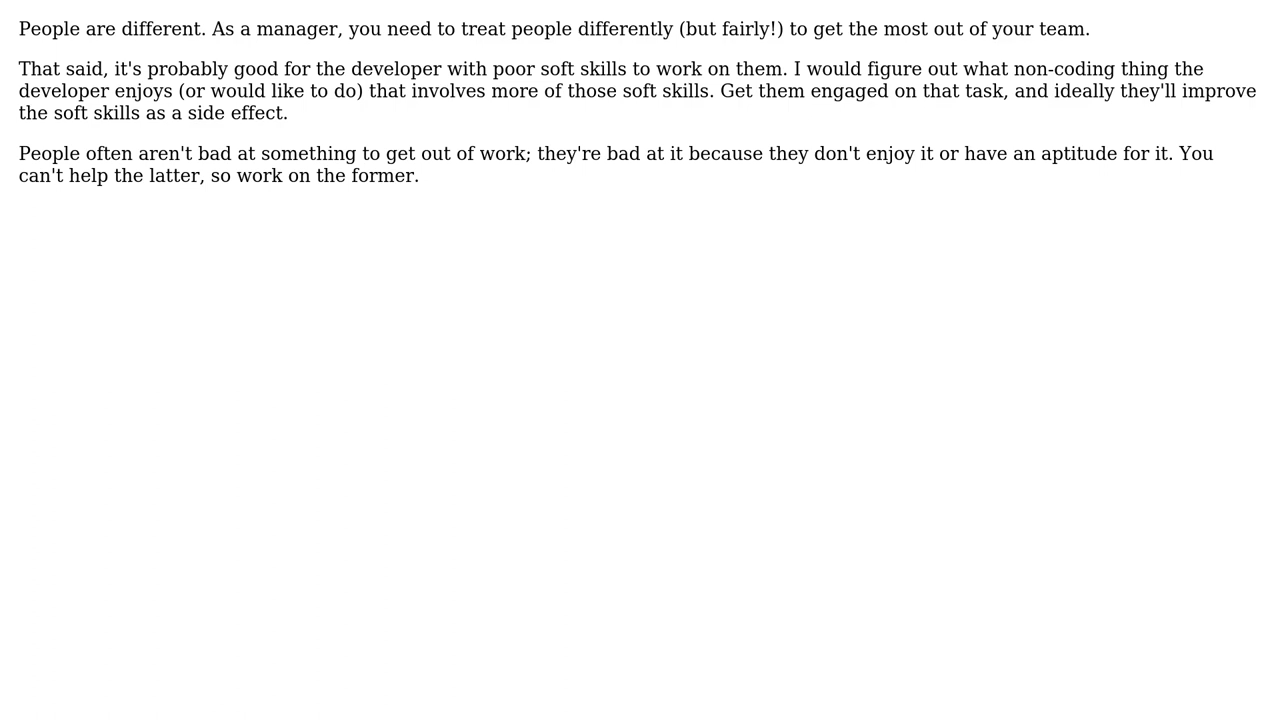 People are different. As a manager, you need to treat people differently (but fairly!) to get the most out of your team.
That said, it's probably good for the developer with poor soft skills to work on them. I would figure out what non-coding thing the
developer enjoys (or would like to do) that involves more of those soft skills. Get them engaged on that task, and ideally they'll improve
the soft skills as a side effect.
People often aren't bad at something to get out of work; they're bad at it because they don't enjoy it or have an aptitude for it. You
can't help the latter, so work on the former.